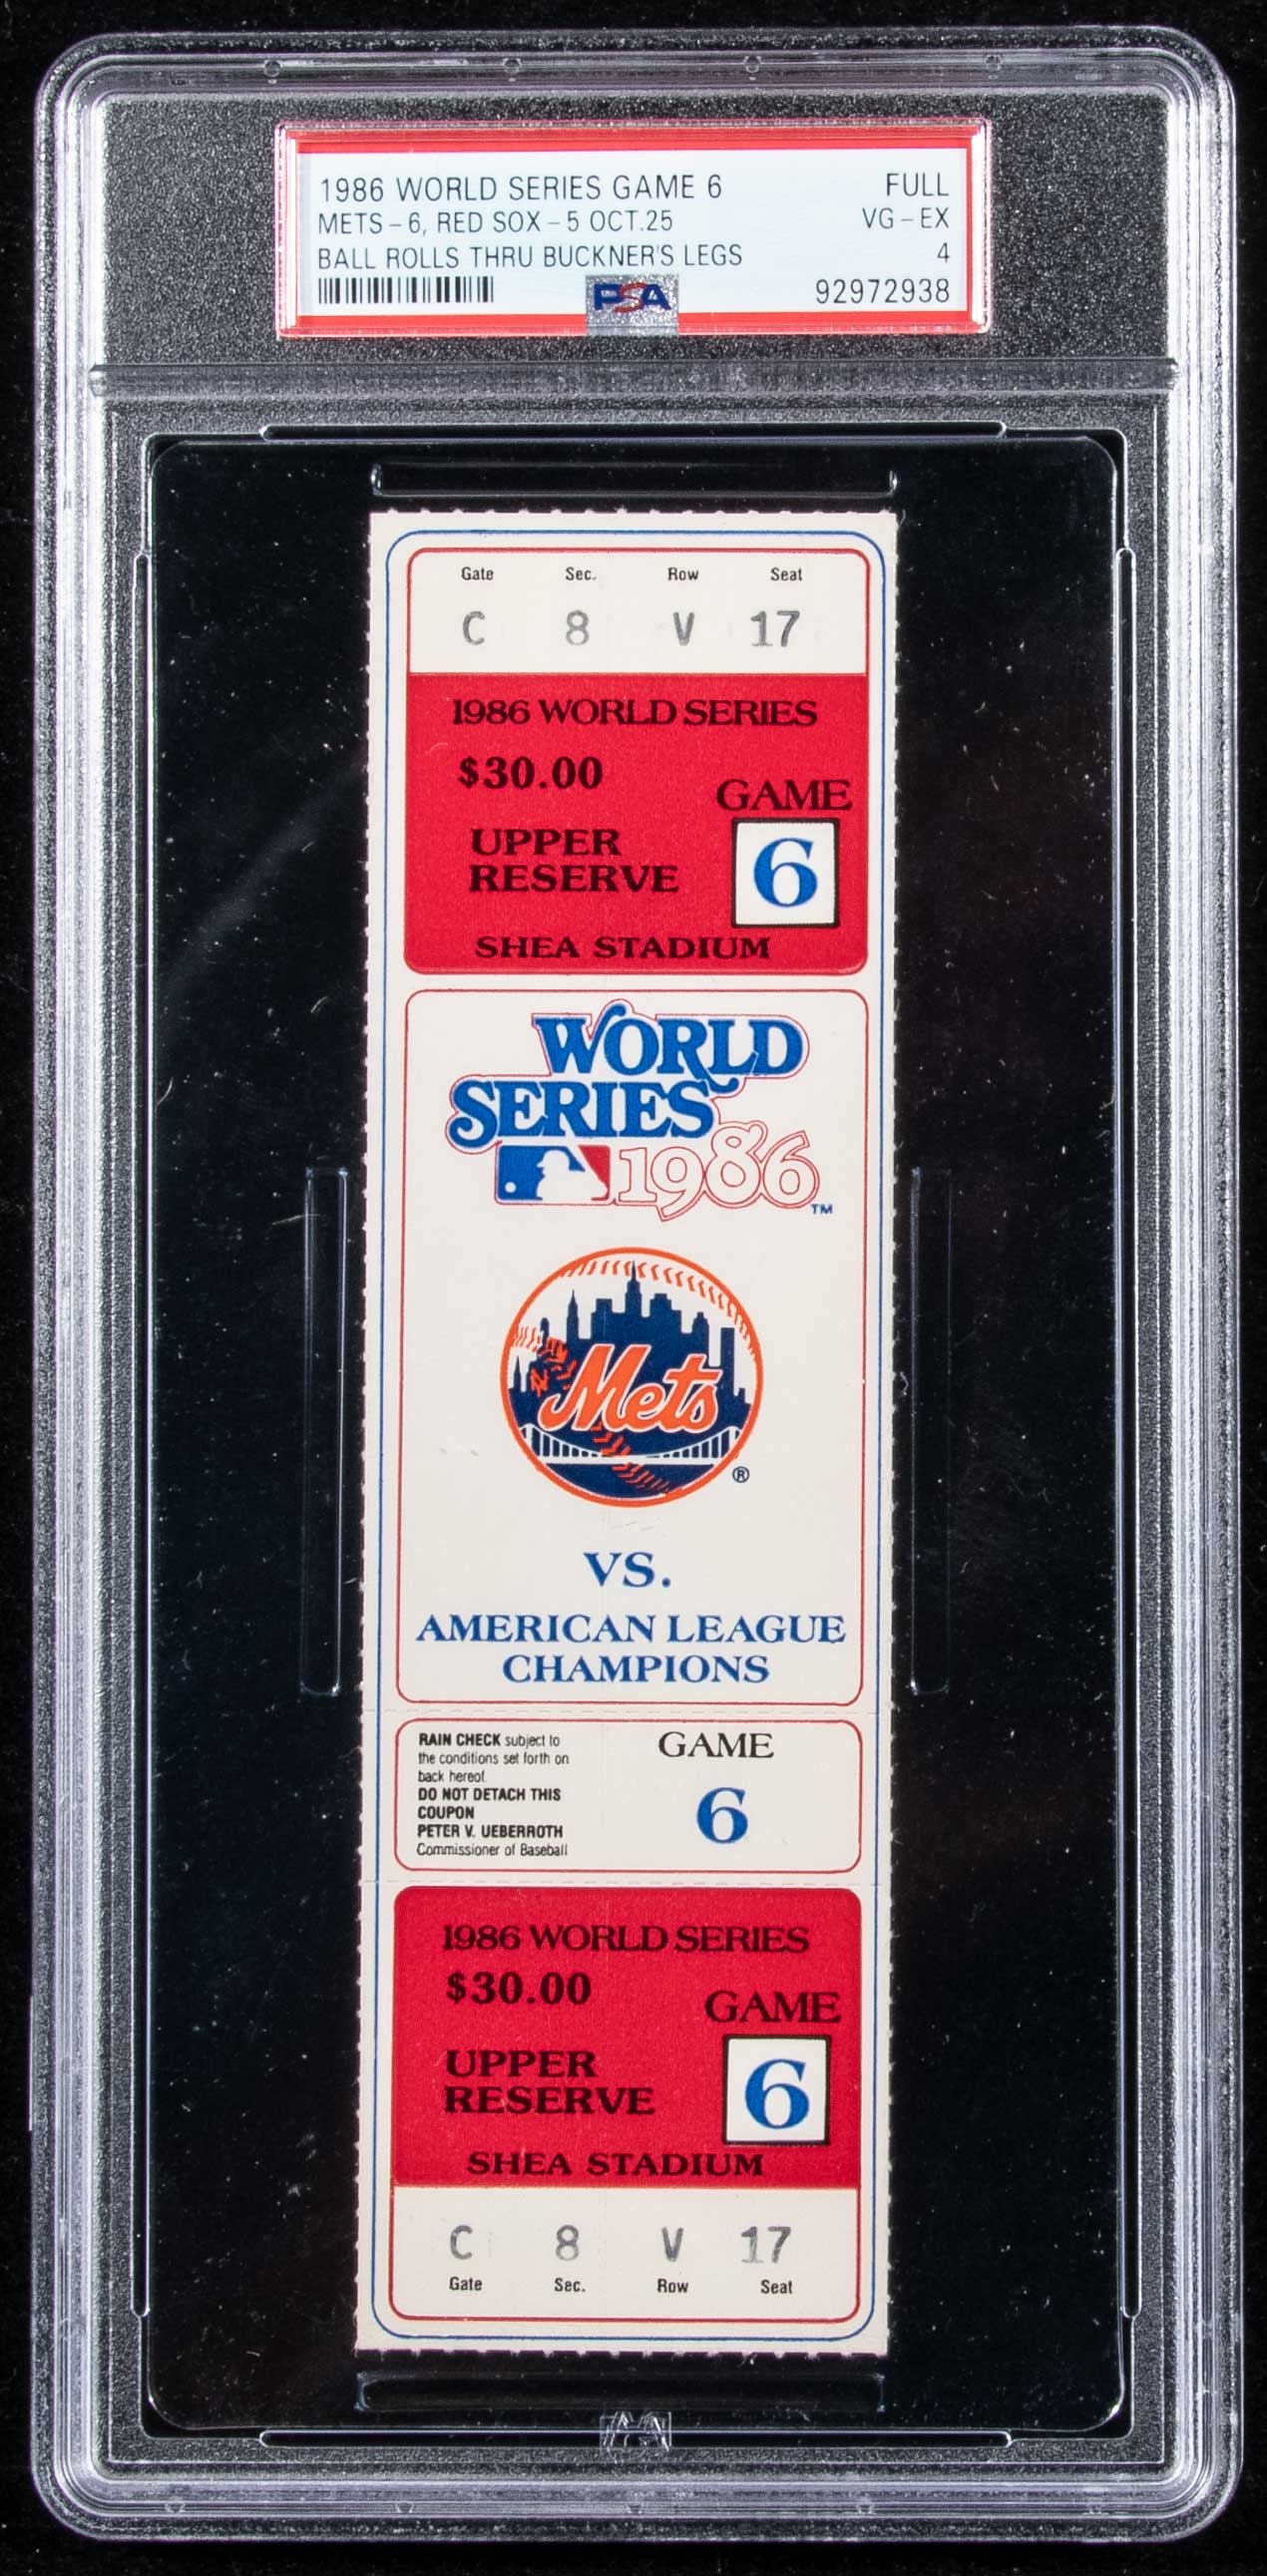 1986 WORLD SERIES GAME 6 FULL
METS-6, RED SOX-5 OCT.25 VG-EX
BALL ROLLS THRU BUCKNER'S LEGS 4
PSA 92972938
Gate Sec. Row Seat
C 8 V 17
1986 WORLD SERIES
$30.00
GAME
UPPER
6
RESERVE
SHEA STADIUM
WORLD
SERIES
1986
TM
Mets
®
VS.
AMERICAN LEAGUE
CHAMPIONS
RAIN CHECK subject to
the conditions set forth on
back hereof.
DO NOT DETACH THIS
COUPON
PETER V. UEBERROTH
Commissioner of Baseball
GAME
6
1986 WORLD SERIES
$30.00
GAME
UPPER
6
RESERVE
SHEA STADIUM
C 8 V 17
Gate Sec. Row Seat